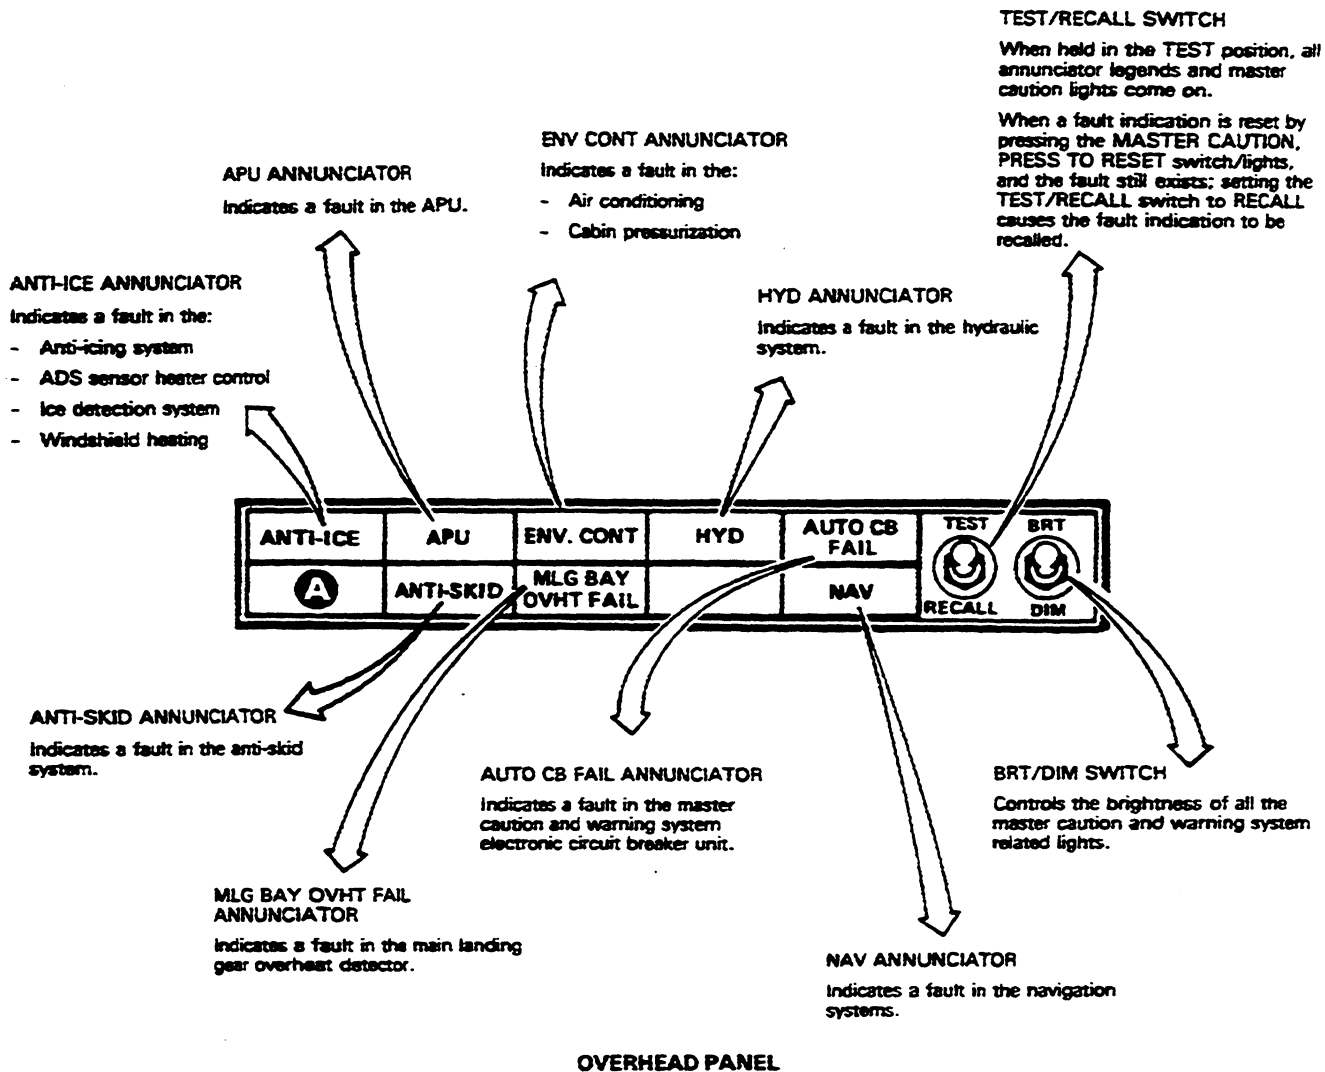 TEST/RECALL SWITCH
When held in the TEST position, all
annunciator legends and master
caution lights come on.
When a fault indication is reset by
pressing the MASTER CAUTION,
PRESS TO RESET switch/lights,
and the fault still exists; setting the
TEST/RECALL switch to RECALL
causes the fault indication to be
recalled.
ENV CONT ANNUNCIATOR
Indicates a fault in the:
- Air conditioning
- Cabin pressurization
APU ANNUNCIATOR
Indicates a fault in the APU.
ANTI-ICE ANNUNCIATOR
Indicates a fault in the:
- Anti-icing system
- ADS sensor heater control
- Ice detection system
- Windshield heating
HYD ANNUNCIATOR
Indicates a fault in the hydraulic
system.
ANTI-ICE
APU
ENV. CONT
HYD
AUTO CB
FAIL
TEST
BRT
A
ANTI-SKID
MLG BAY
OVHT FAIL
NAV
RECALL
DIM
ANTI-SKID ANNUNCIATOR
Indicates a fault in the anti-skid
system.
AUTO CB FAIL ANNUNCIATOR
Indicates a fault in the master
caution and warning system
electronic circuit breaker unit.
BRT/DIM SWITCH
Controls the brightness of all the
master caution and warning system
related lights.
MLG BAY OVHT FAIL
ANNUNCIATOR
Indicates a fault in the main landing
gear overheat detector.
NAV ANNUNCIATOR
Indicates a fault in the navigation
systems.
OVERHEAD PANEL